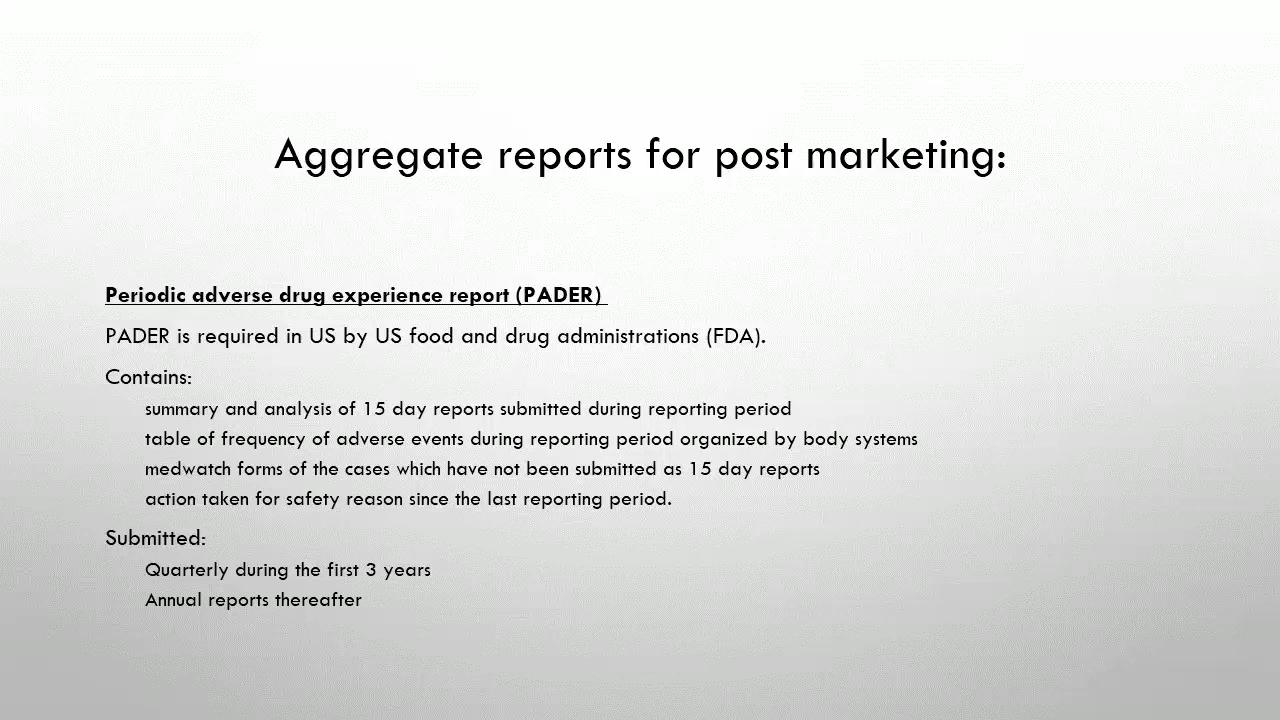 Aggregate reports for post marketing:
Periodic adverse drug experience report (PADER)
PADER is required in US by US food and drug administrations (FDA).
Contains:
summary and analysis of 15 day reports submitted during reporting period
table of frequency of adverse events during reporting period organized by body systems
medwatch forms of the cases which have not been submitted as 15 day reports
action taken for safety reason since the last reporting period.
Submitted:
Quarterly during the first 3 years
Annual reports thereafter